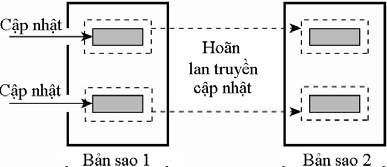 Cập nhật
Cập nhật
Hoãn
lan truyền
cập nhật
Bản sao 1
Bản sao 2